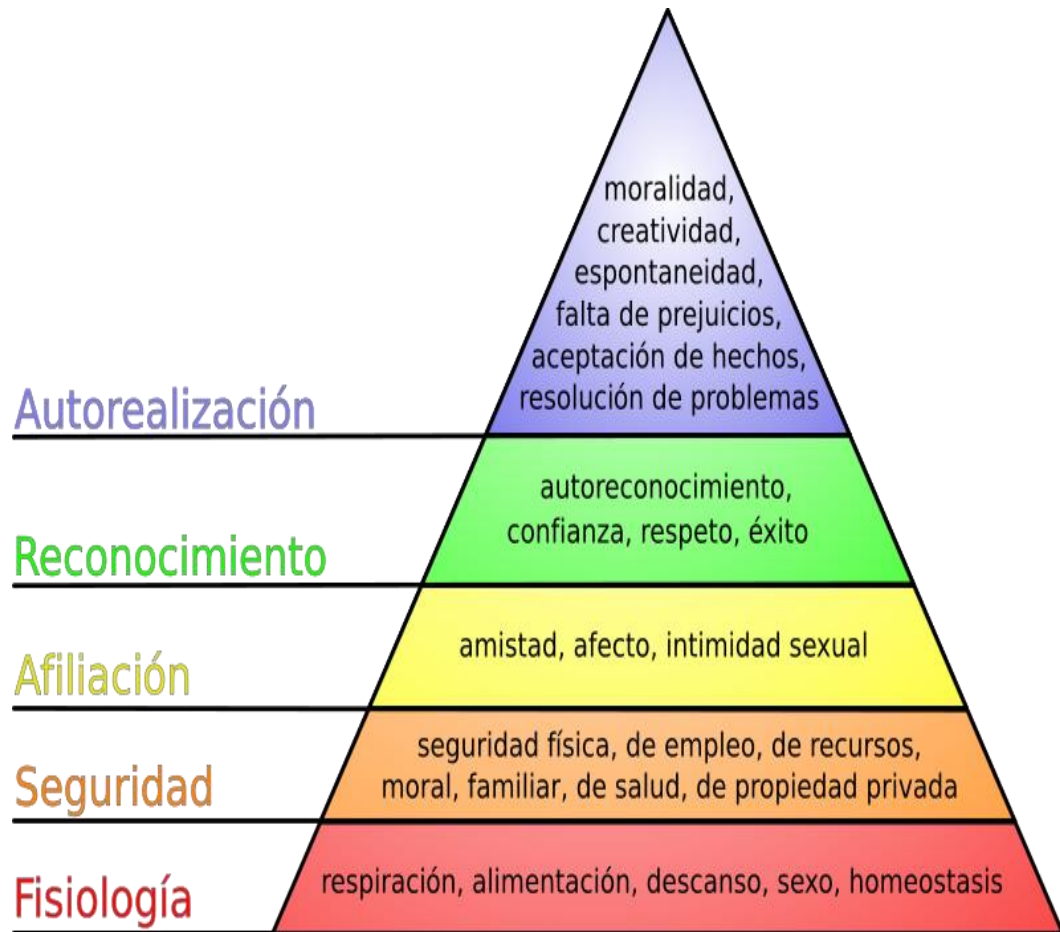 moralidad,
creatividad,
espontaneidad,
falta de prejuicios,
aceptación de hechos,
resolución de problemas
Autorealización
autoreconocimiento,
confianza, respeto, éxito
Reconocimiento
amistad, afecto, intimidad sexual
Afiliación
seguridad física, de empleo, de recursos,
moral, familiar, de salud, de propiedad privada
Seguridad
respiración, alimentación, descanso, sexo, homeostasis
Fisiología